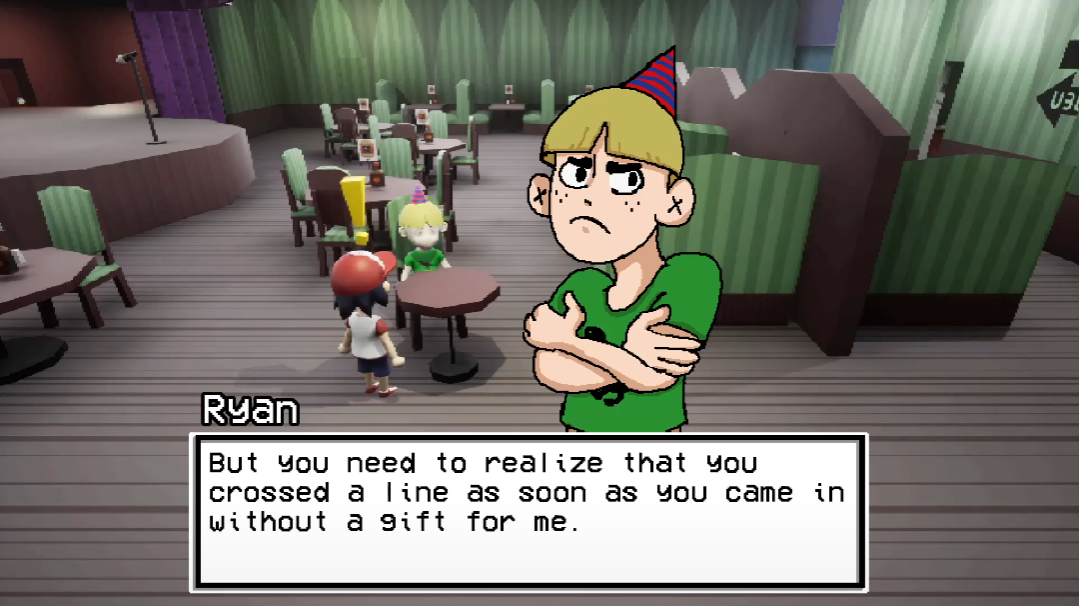 Ryan
But you need to realize that you
crossed a line as soon as you came in
without a gift for me.